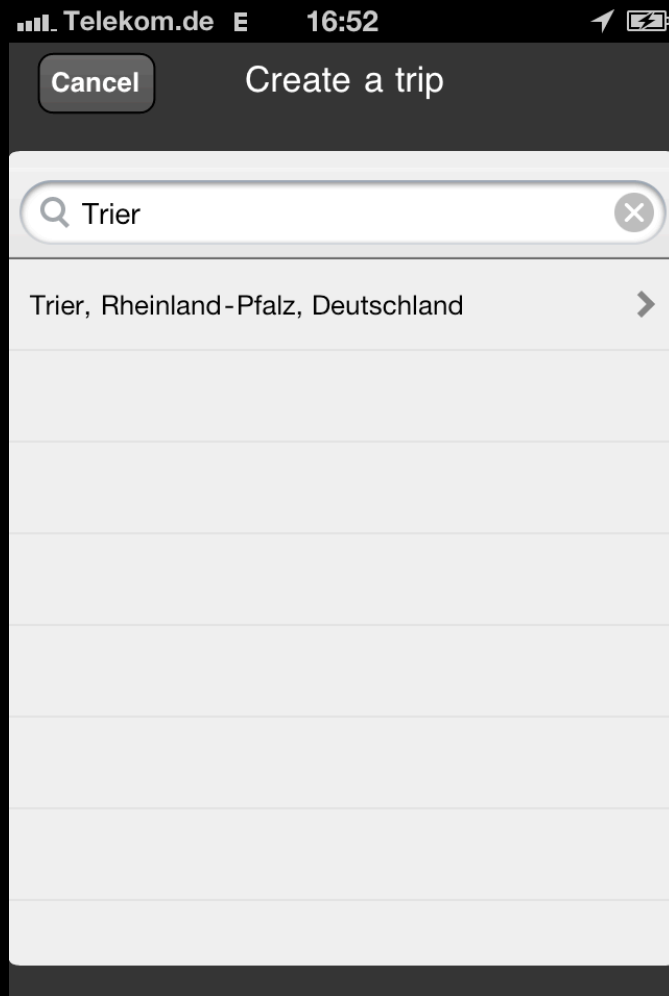 Telekom.de E 16:52
Cancel Create a trip
Trier
Trier, Rheinland-Pfalz, Deutschland